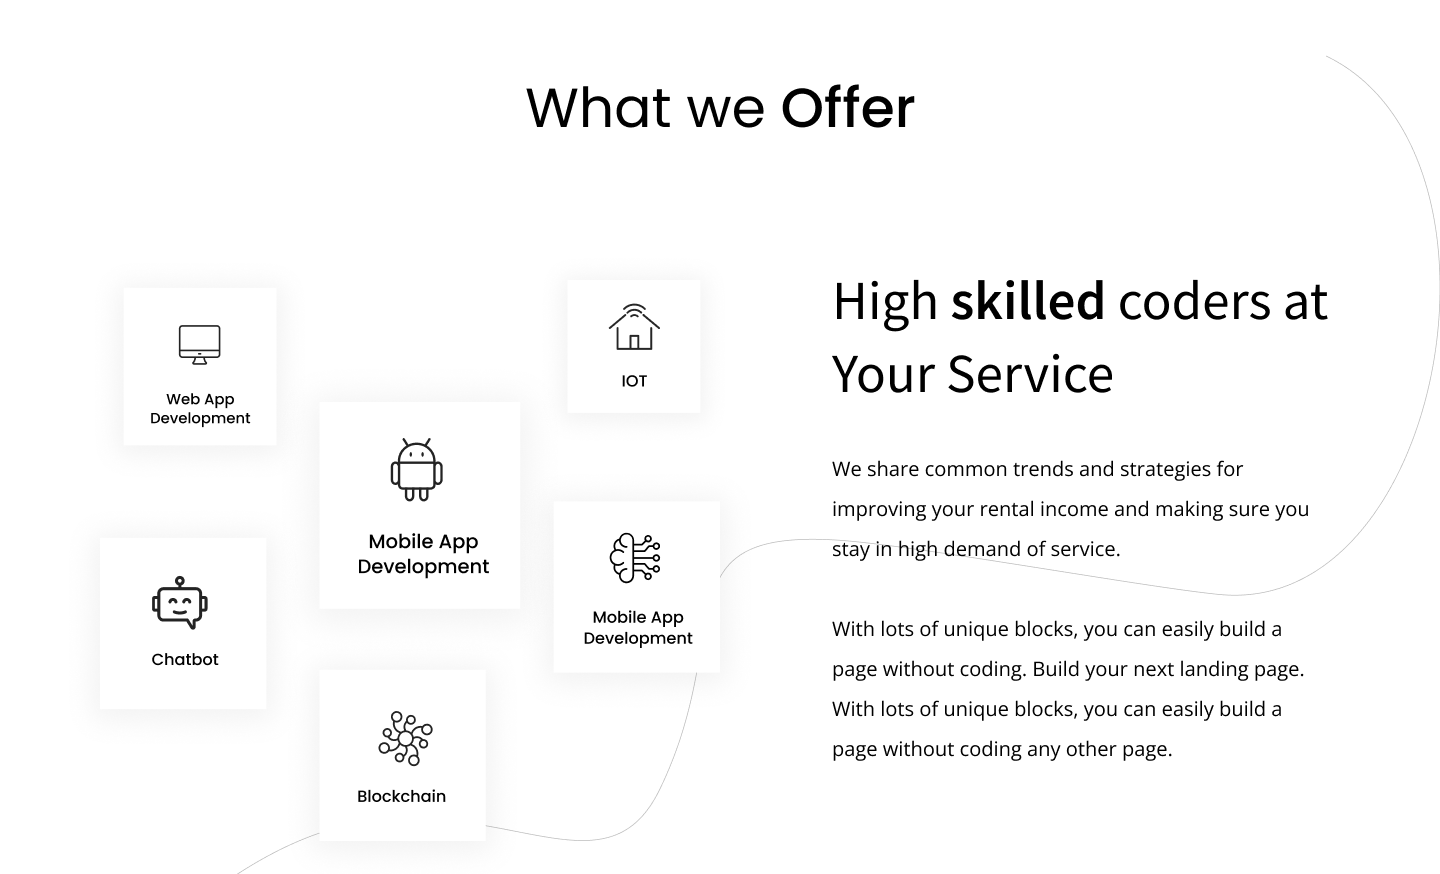 What we Offer
Web App
Development
IOT
Mobile App
Development
Chatbot
Mobile App
Development
Blockchain
High skilled coders at
Your Service
We share common trends and strategies for
improving your rental income and making sure you
stay in high demand of service.
With lots of unique blocks, you can easily build a
page without coding. Build your next landing page.
With lots of unique blocks, you can easily build a
page without coding any other page.